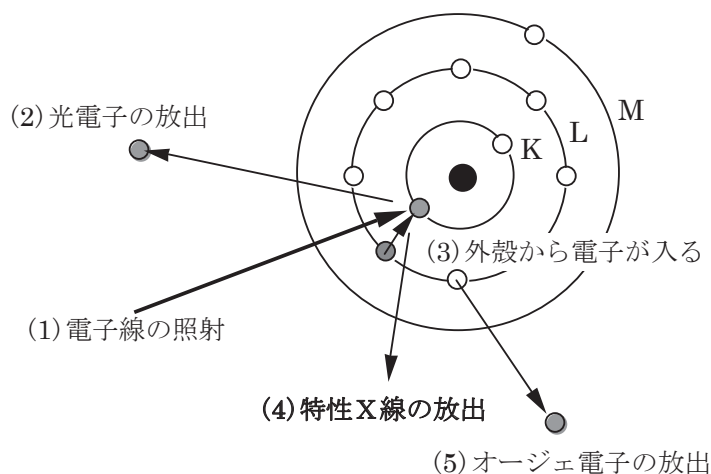 M
(2)光電子の放出
L
K
(3)外殻から電子が入る
(1)電子線の照射
(4)特性X線の放出
(5)オージェ電子の放出